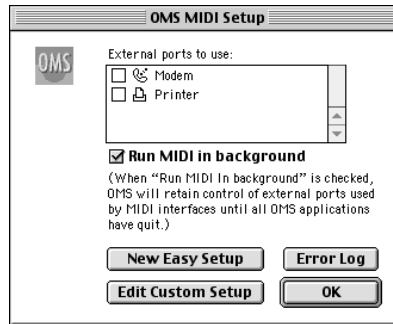 OMS MIDI Setup
OMS
External ports to use:
Modem
Printer
Run MIDI in background
(When "Run MIDI In background" is checked,
OMS will retain control of external ports used
by MIDI interfaces until all OMS applications
have quit.)
New Easy Setup
Error Log
Edit Custom Setup
OK